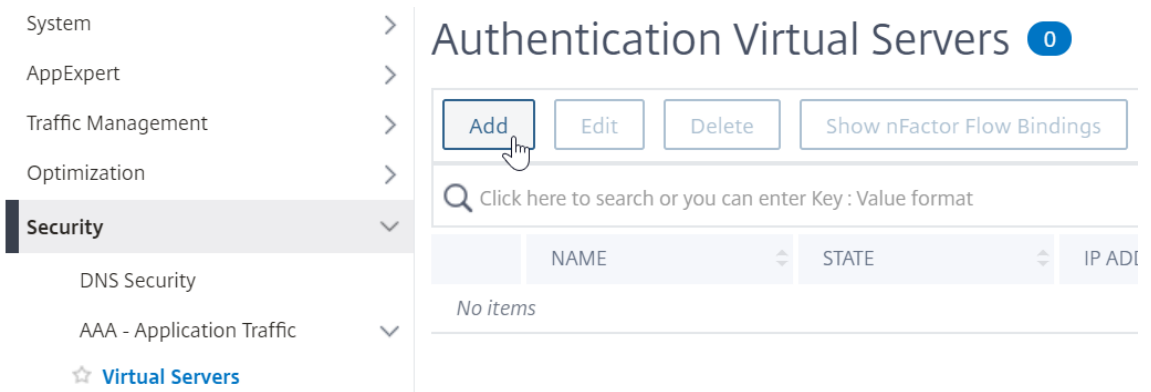 System
AppExpert
Traffic Management
Optimization
Security
DNS Security
AAA - Application Traffic
Virtual Servers
Authentication Virtual Servers 0
Add Edit Delete Show nFactor Flow Bindings
Click here to search or you can enter Key : Value format
NAME STATE IP
No items